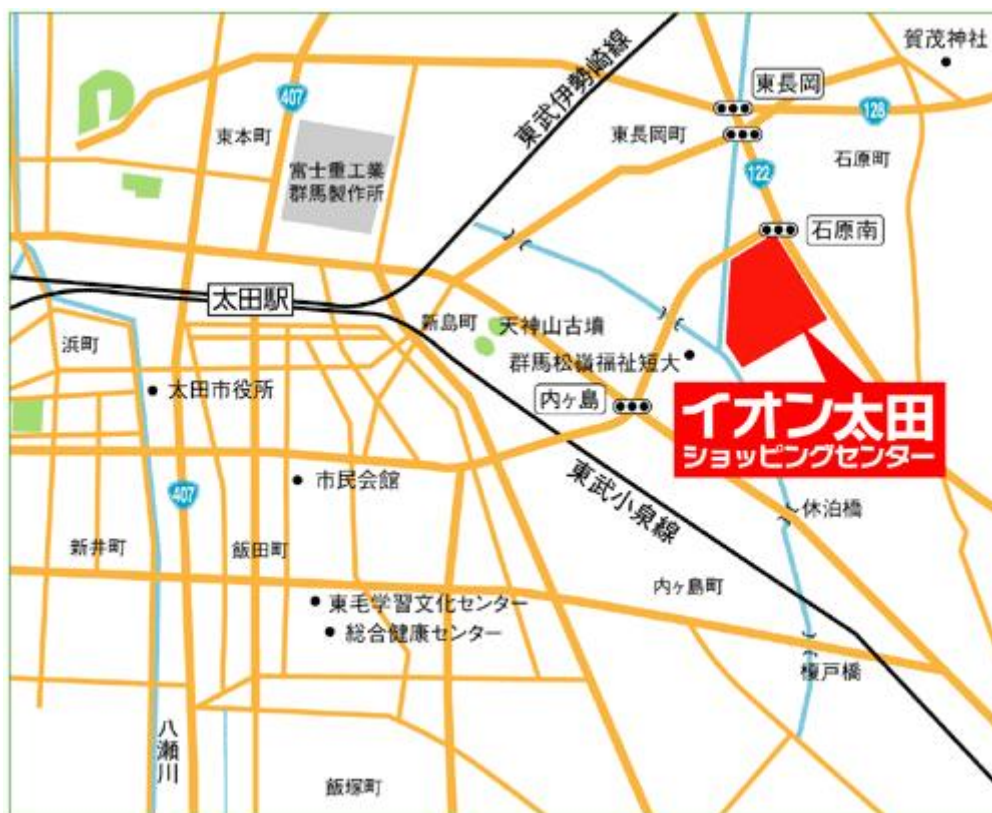 賀茂神社
東長岡
407
128
東武伊勢崎線
東本町
東長岡町
石原町
富士重工業
群馬製作所
122
石原南
太田駅
新島町
天神山古墳
浜町
群馬松嶺福祉短大
太田市役所
内ヶ島
イオン太田
ショッピングセンター
市民会館
東武小泉線
407
休泊橋
新井町
飯田町
内ヶ島町
東毛学習文化センター
総合健康センター
榎戸橋
八瀬川
飯塚町